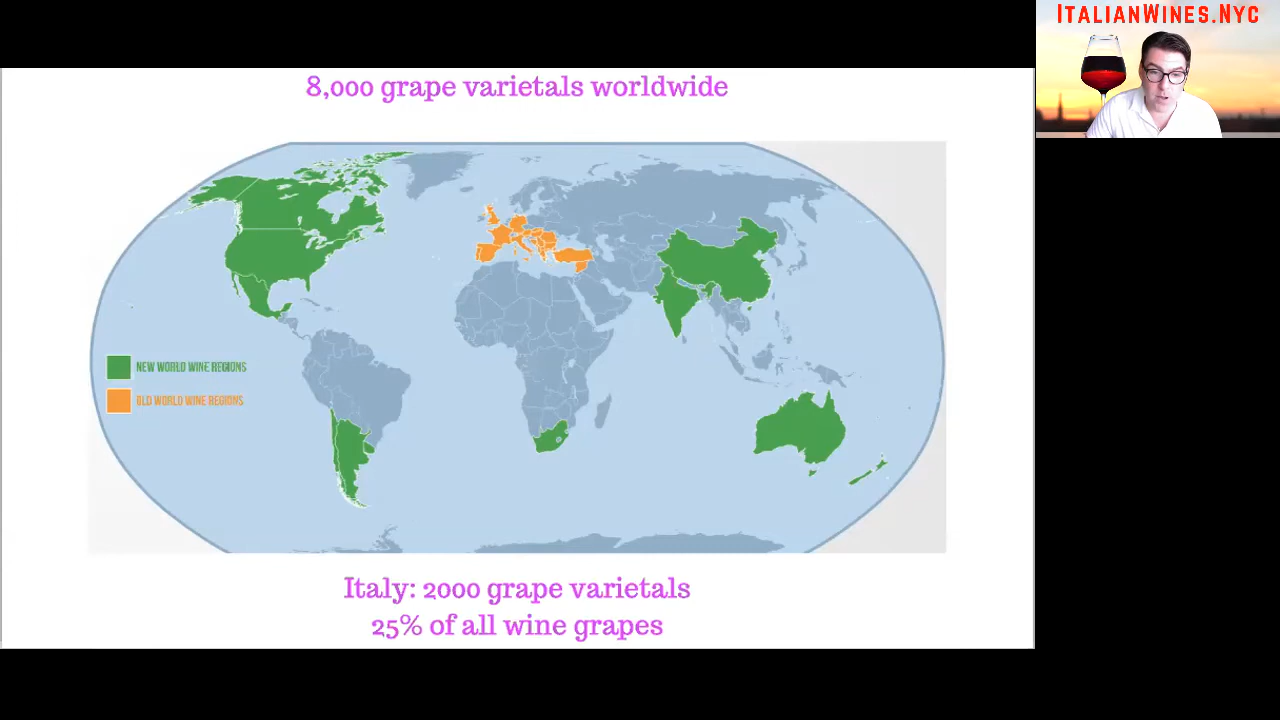 8,000 grape varietals worldwide
ITALIANWINES.NYC
NEW WORLD WINE REGIONS
OLD WORLD WINE REGIONS
Italy: 2000 grape varietals
25% of all wine grapes